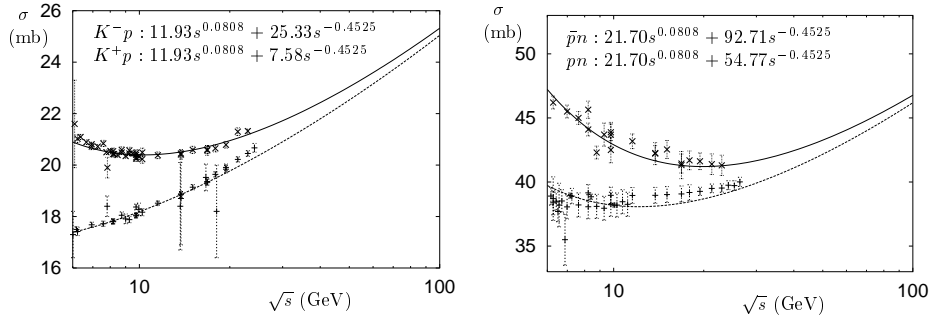 σ
(mb)
26
24
22
20
18
16
K⁻p : 11.93s^0.0808 + 25.33s^−0.4525
K⁺p : 11.93s^0.0808 + 7.58s^−0.4525
10
100
√s (GeV)
σ
(mb)
50
45
40
35
p̄n : 21.70s^0.0808 + 92.71s^−0.4525
pn : 21.70s^0.0808 + 54.77s^−0.4525
10
100
√s (GeV)